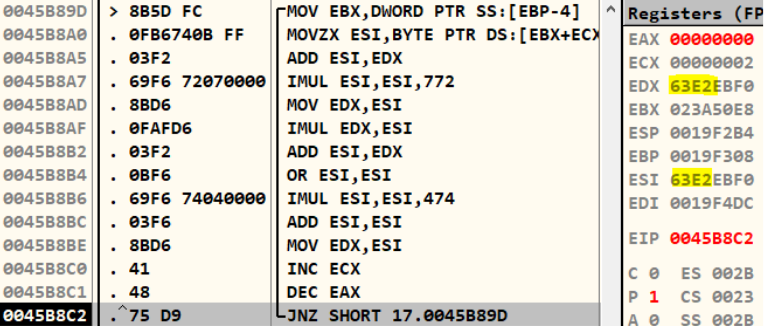 0045B89D > 8B5D FC MOV EBX,DWORD PTR SS:[EBP-4]
0045B8A0 . 0FB6740B FF MOVZX ESI,BYTE PTR DS:[EBX+ECX
0045B8A5 . 03F2 ADD ESI,EDX
0045B8A7 . 69F6 72070000 IMUL ESI,ESI,772
0045B8AD . 8BD6 MOV EDX,ESI
0045B8AF . 0FAFD6 IMUL EDX,ESI
0045B8B2 . 03F2 ADD ESI,EDX
0045B8B4 . 0BF6 OR ESI,ESI
0045B8B6 . 69F6 74040000 IMUL ESI,ESI,474
0045B8BC . 03F6 ADD ESI,ESI
0045B8BE . 8BD6 MOV EDX,ESI
0045B8C0 . 41 INC ECX
0045B8C1 . 48 DEC EAX
0045B8C2 .^75 D9 JNZ SHORT 17.0045B89D
Registers (FP
EAX 00000000
ECX 00000002
EDX 63E2EBF0
EBX 023A50E8
ESP 0019F2B4
EBP 0019F308
ESI 63E2EBF0
EDI 0019F4DC
EIP 0045B8C2
C 0 ES 002B
P 1 CS 0023
A 0 SS 002B